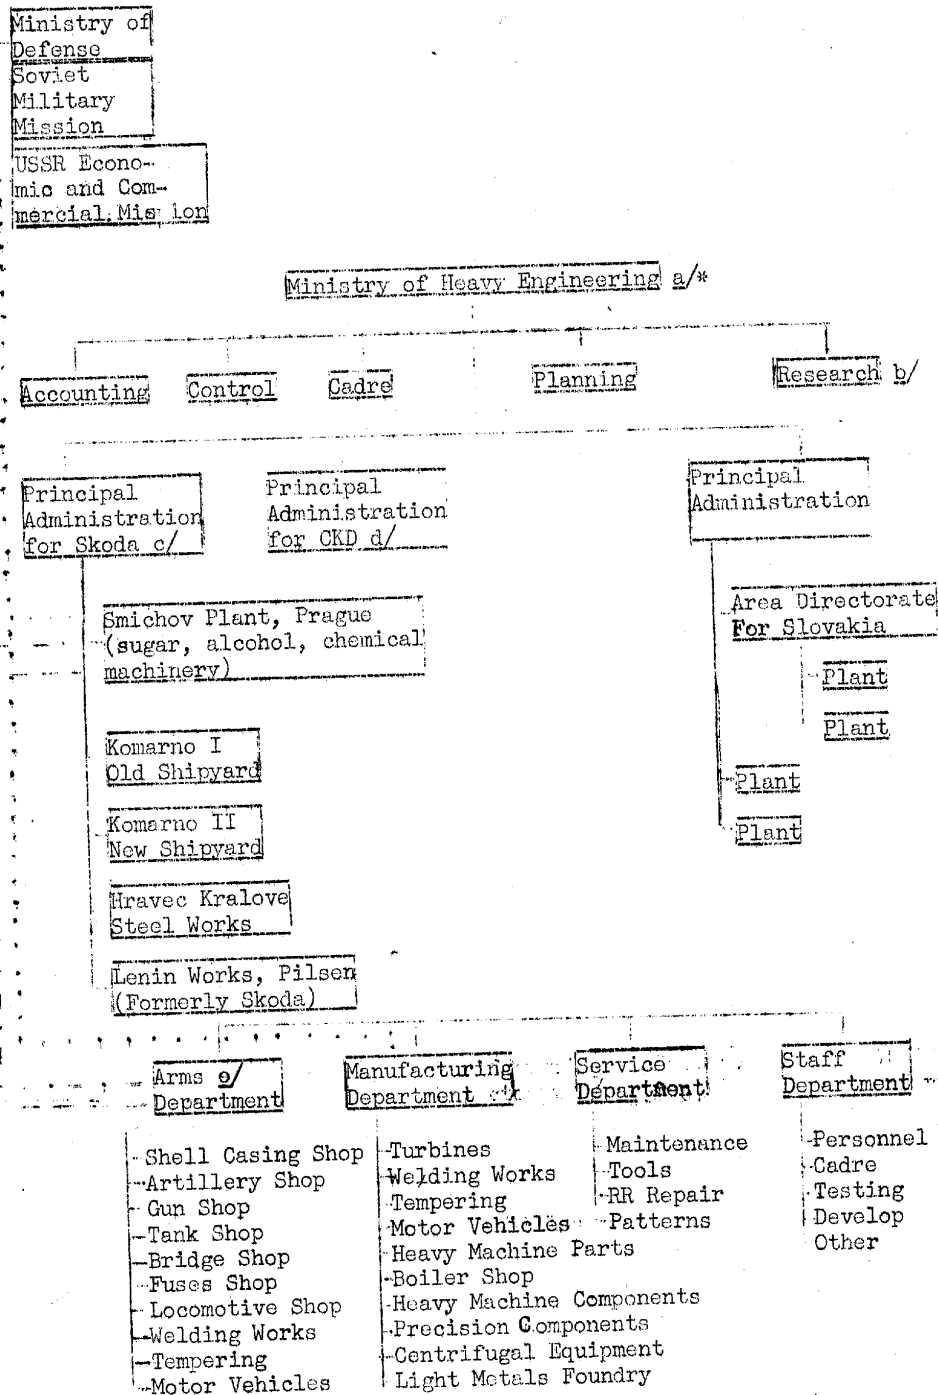 Ministry of
Defense
Soviet
Military
Mission
USSR Econo-
mic and Com-
mercial Mis ion
Ministry of Heavy Engineering a/*
Accounting
Control
Cadre
Planning
Research b/
Principal
Administration
for Skoda c/
Principal
Administration
for CKD d/
Principal
Administration
Smichov Plant, Prague
(sugar, alcohol, chemical
machinery)
Area Directorate
For Slovakia
Plant
Plant
Komarno I
Old Shipyard
Plant
Komarno II
New Shipyard
Plant
Hravec Kralove
Steel Works
Lenin Works, Pilsen
(Formerly Skoda)
Arms e/
Department
Manufacturing
Department
Service
Department
Staff
Department
Shell Casing Shop
Artillery Shop
Gun Shop
Tank Shop
Bridge Shop
Fuses Shop
Locomotive Shop
Welding Works
Tempering
Motor Vehicles
Turbines
Welding Works
Tempering
Motor Vehicles
Heavy Machine Parts
Boiler Shop
Heavy Machine Components
Precision Components
Centrifugal Equipment
Light Metals Foundry
Maintenance
Tools
RR Repair
Patterns
Personnel
Cadre
Testing
Develop
Other